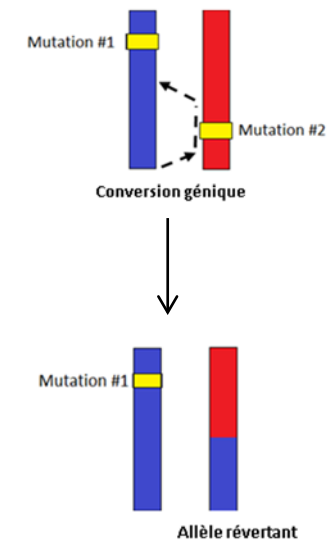 Mutation #1
Mutation #2
Conversion génique
Mutation #1
Allèle révertant